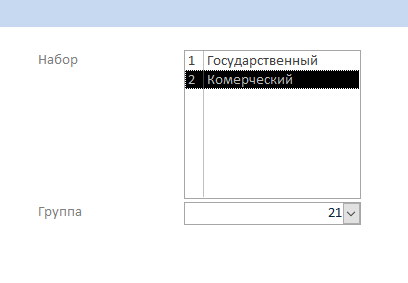 Набор
1 Государственный
2 Комерческий
Группа
21